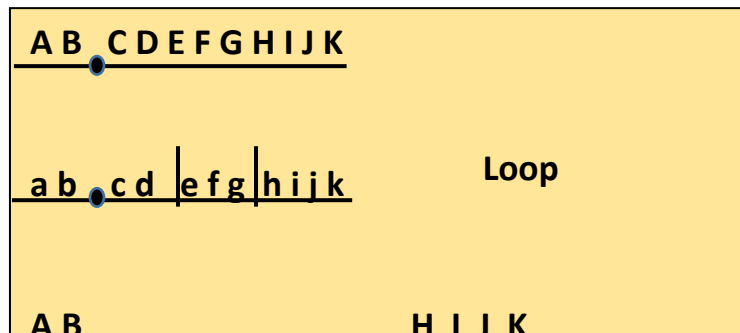 A B C D E F G H I J K
a b c d e f g h i j k
Loop
A B H I J K